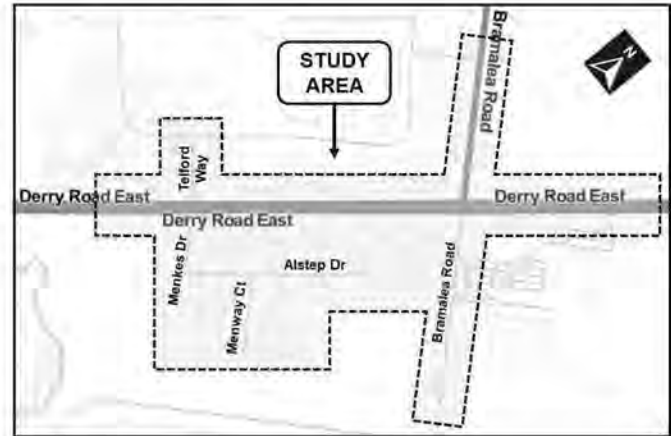 STUDY
AREA
Bramalea Road
N
Telford
Way
Derry Road East
Derry Road East
Derry Road East
Menkes Dr
Alstep Dr
Menway Ct
Bramalea Road